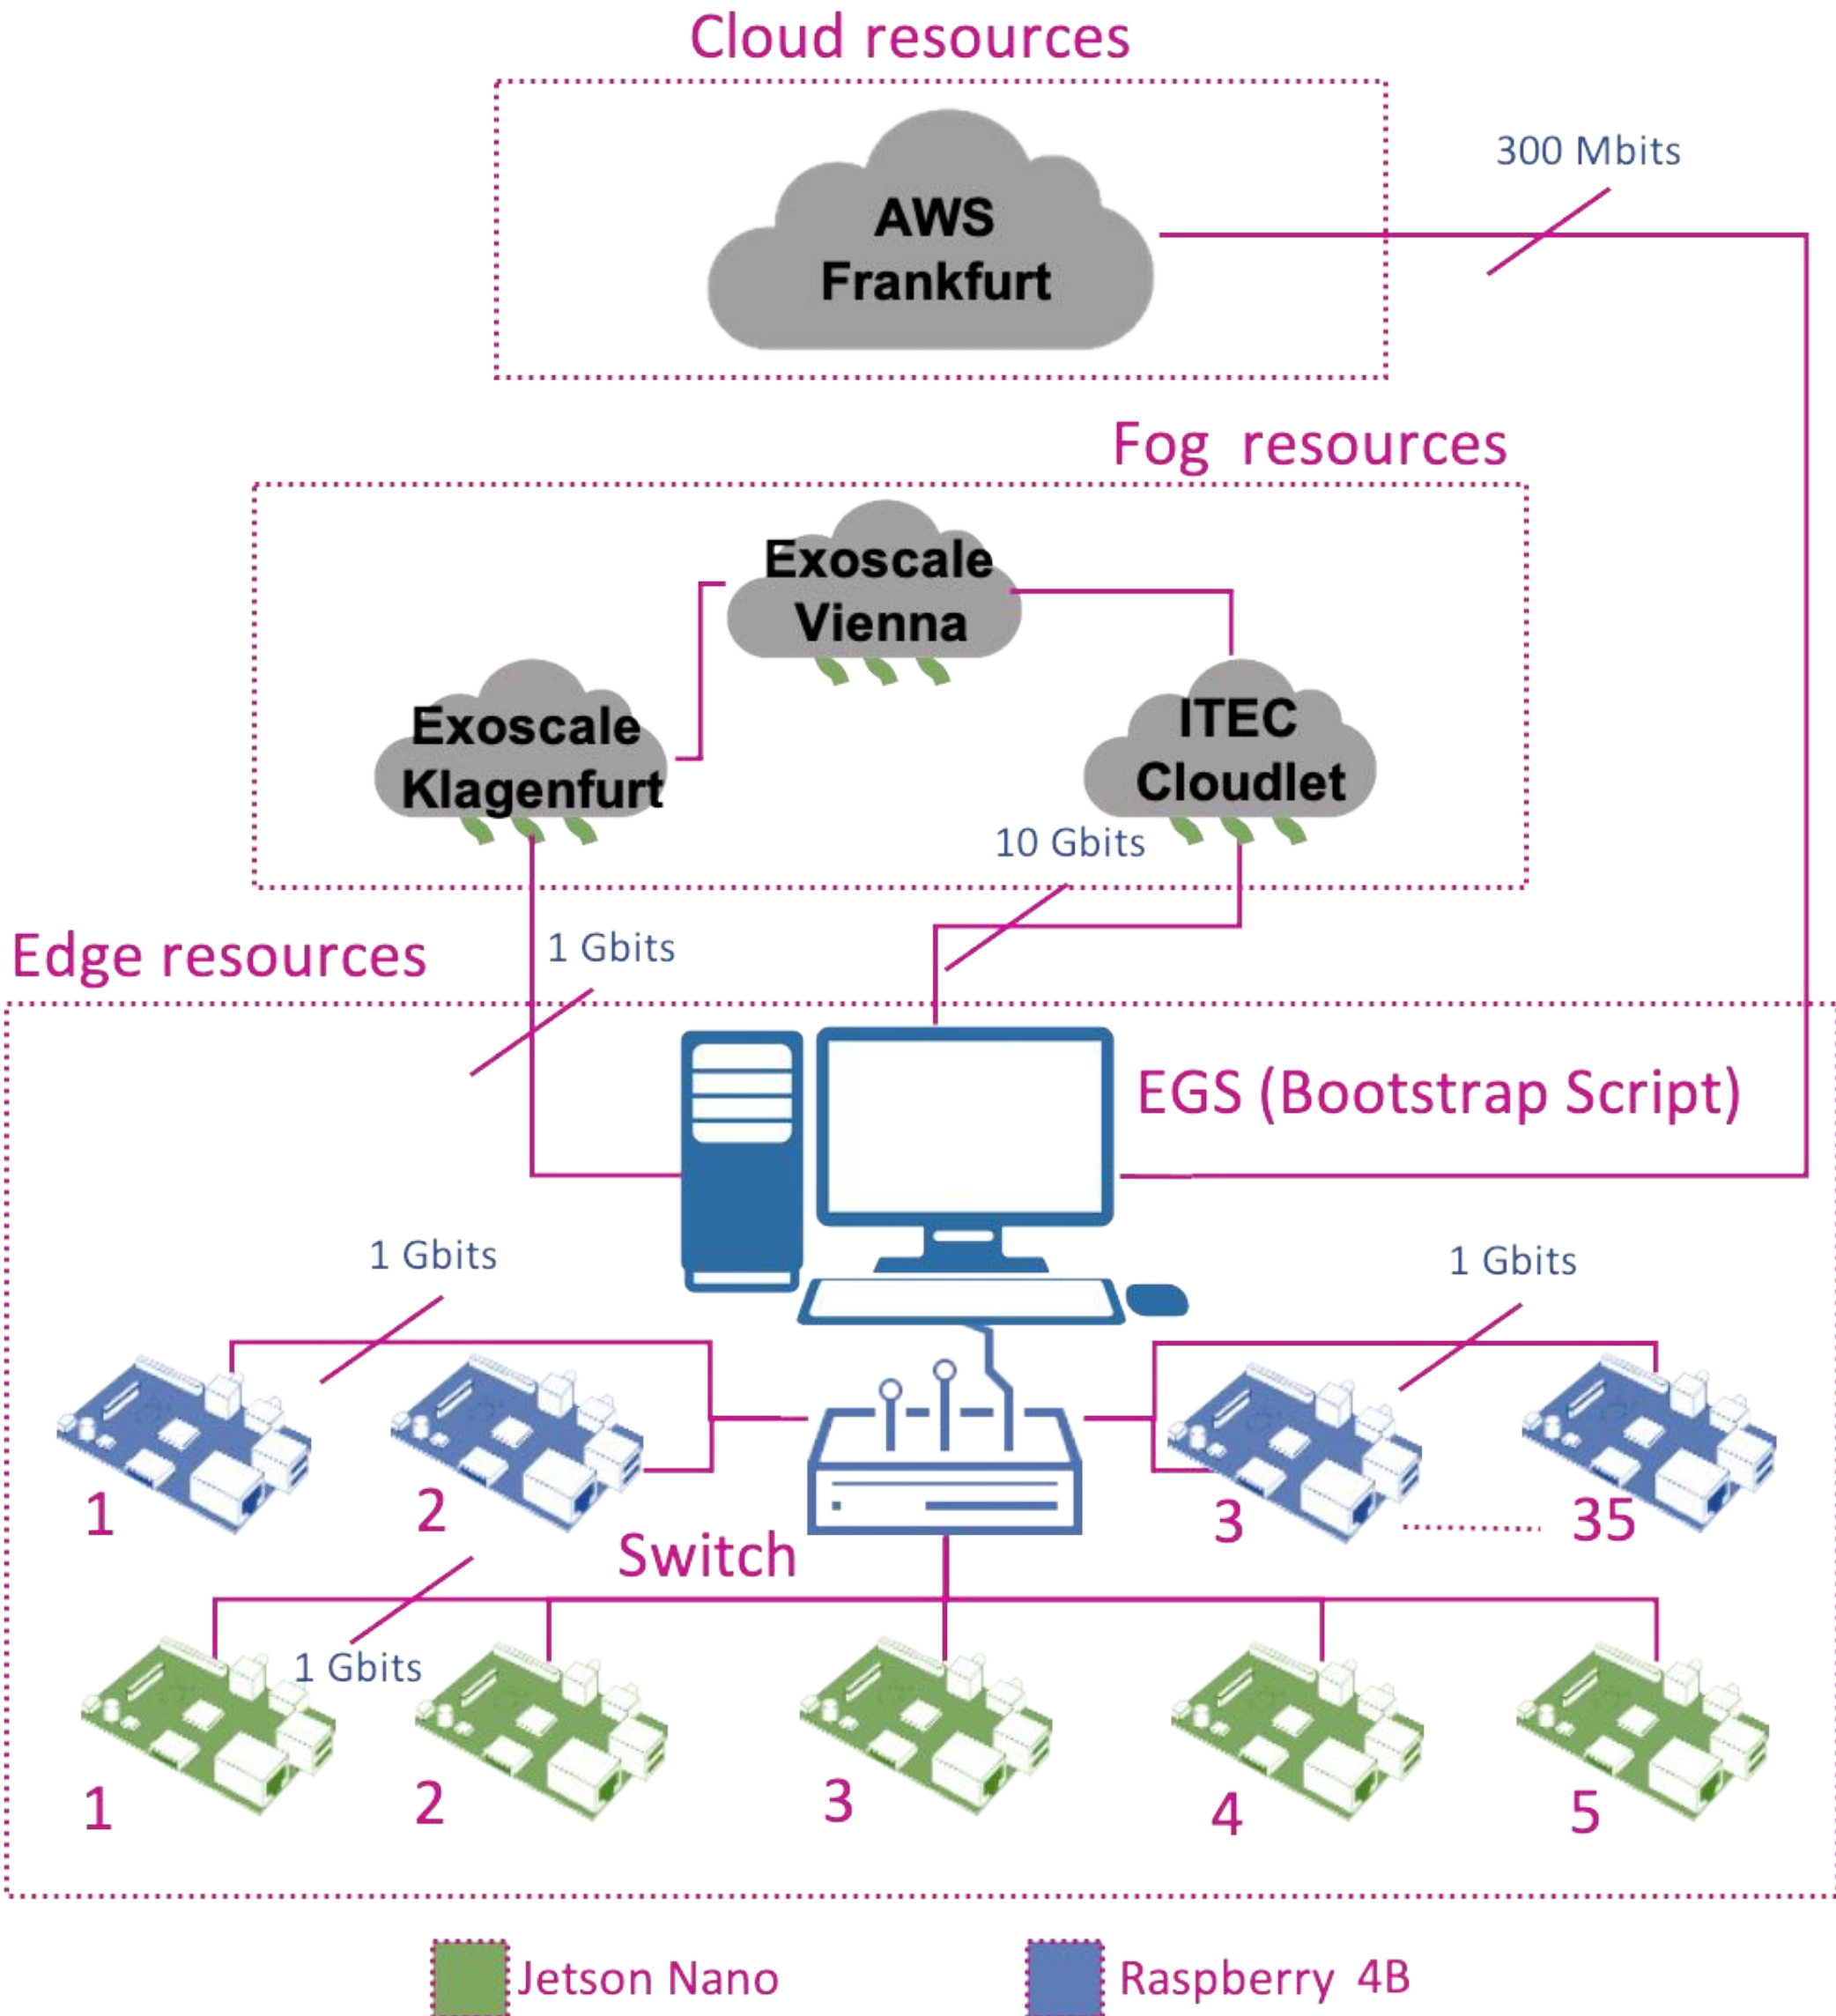 Cloud resources
300 Mbits
AWS
Frankfurt
Fog resources
Exoscale
Vienna
Exoscale
Klagenfurt
ITEC
Cloudlet
10 Gbits
1 Gbits
Edge resources
EGS (Bootstrap Script)
1 Gbits
1 Gbits
1
2
3
35
Switch
1 Gbits
1
2
3
4
5
Jetson Nano
Raspberry 4B